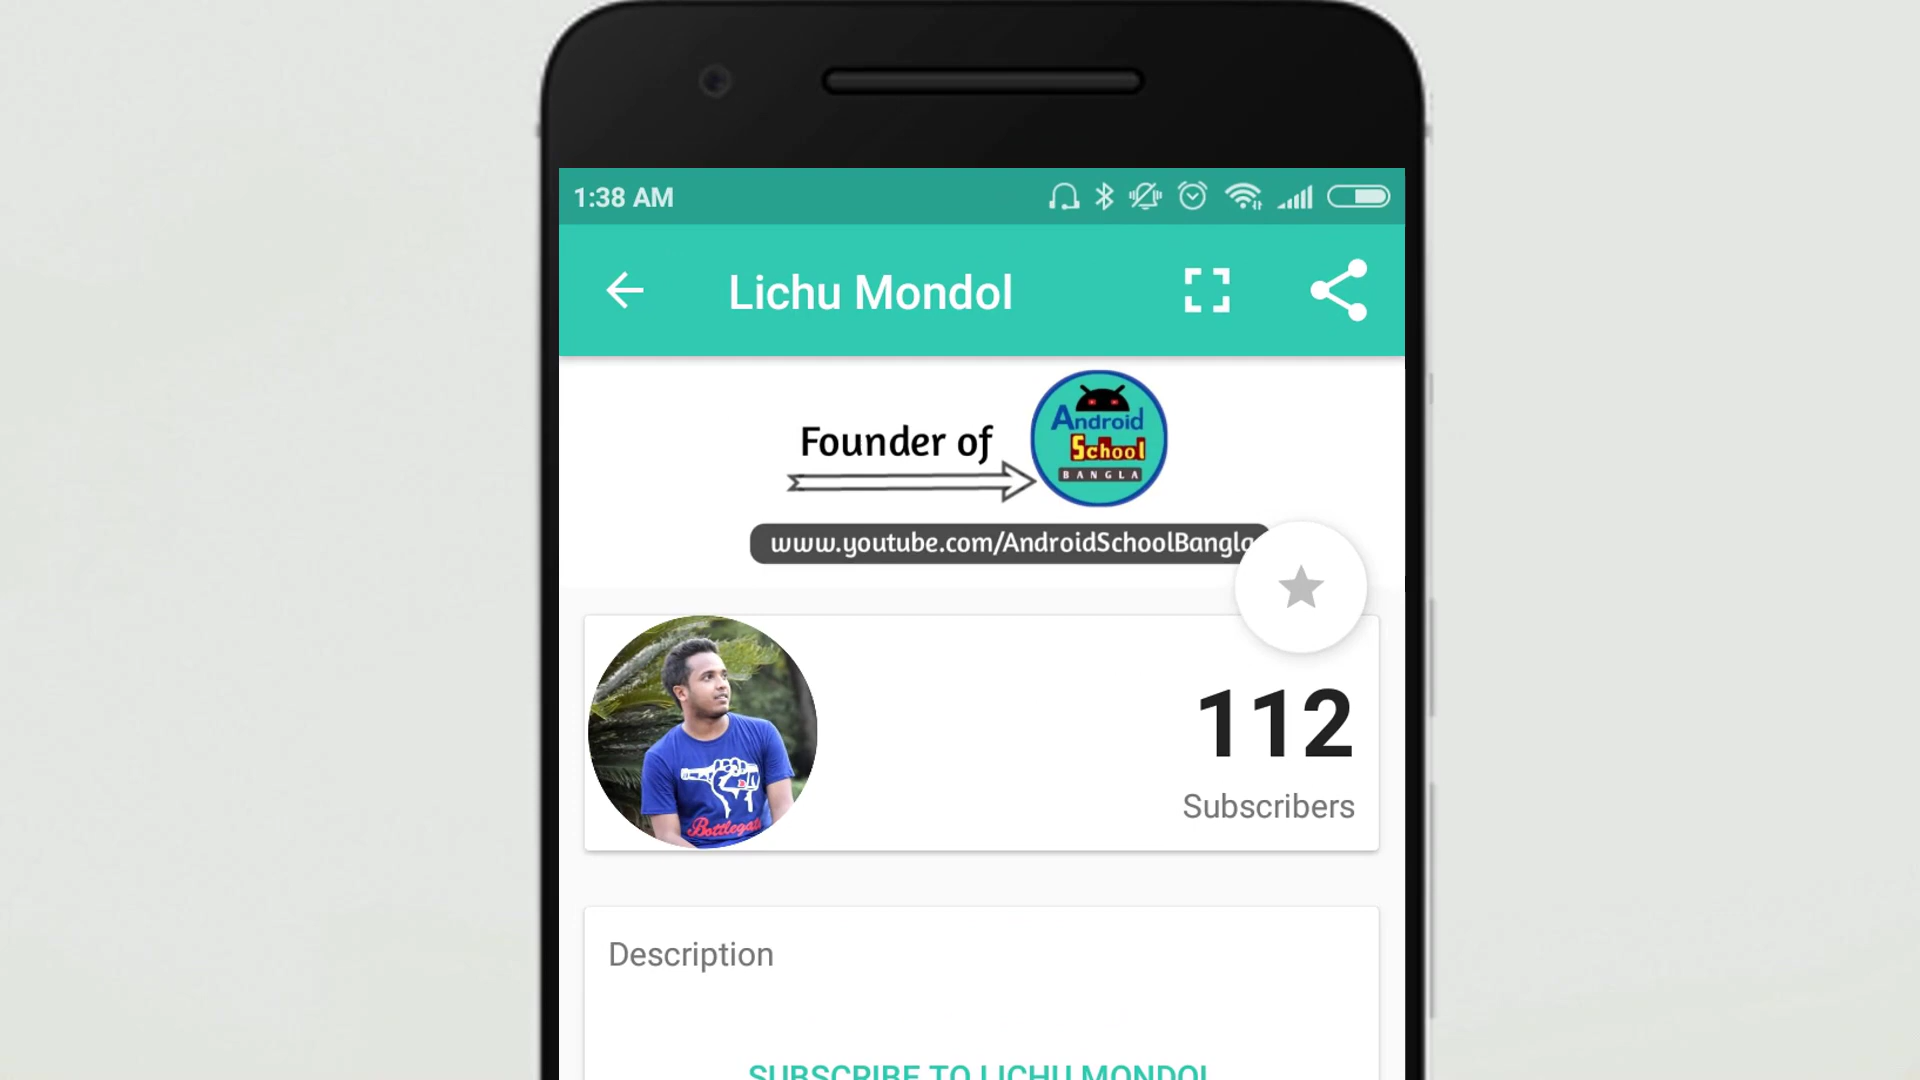 1:38 AM
Lichu Mondol
Founder of
Android
School
BANGLA
www.youtube.com/AndroidSchoolBangla
Bottlegate
112
Subscribers
Description
SUBSCRIBE TO LICHU MONDOL